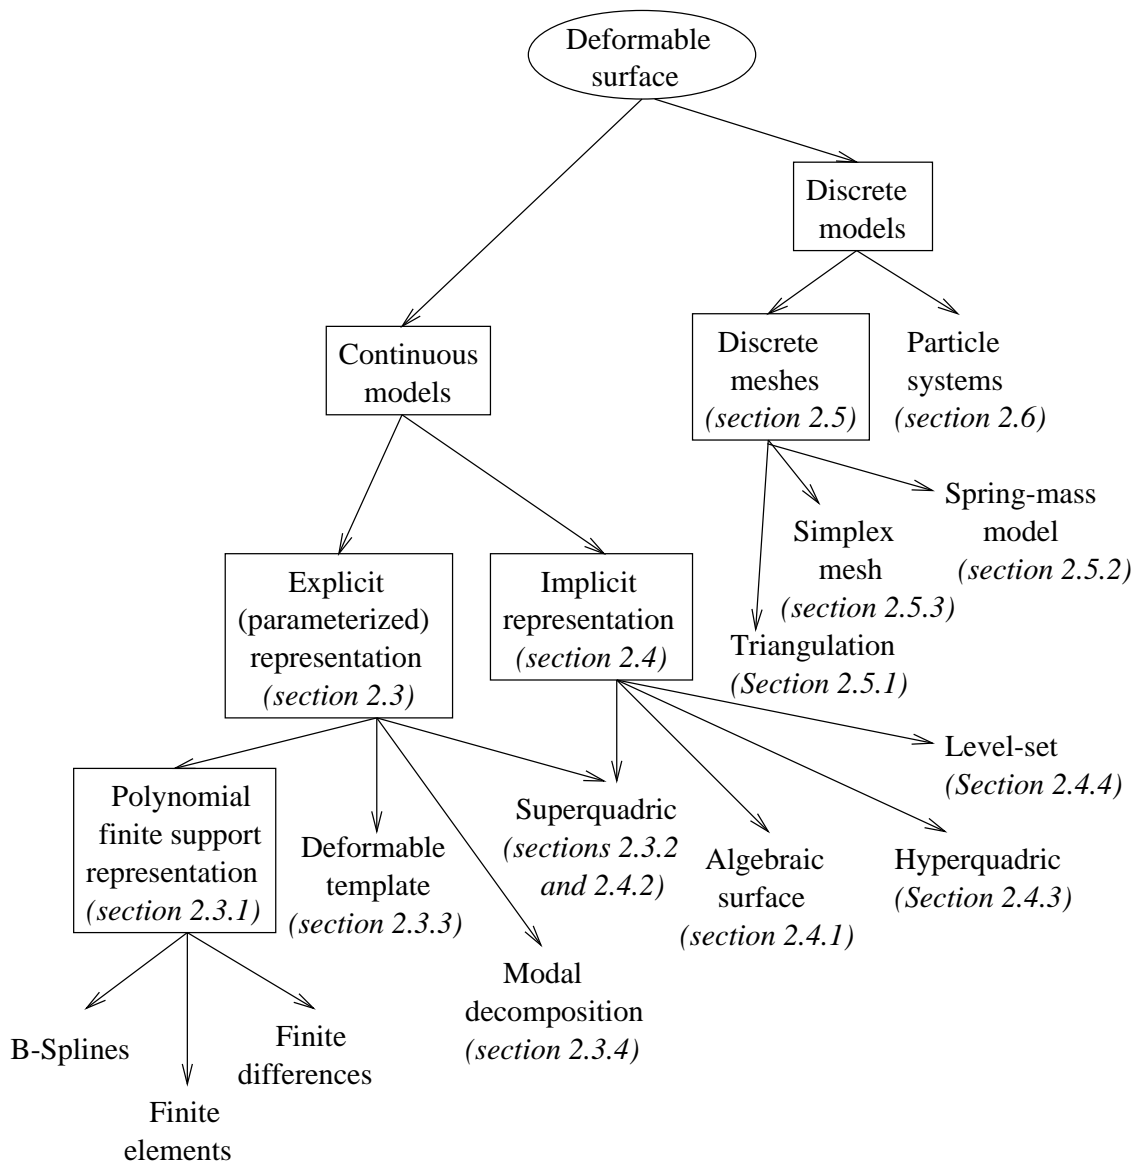 Deformable
surface
Discrete
models
Continuous
models
Discrete
meshes
(section 2.5)
Particle
systems
(section 2.6)
Spring-mass
model
(section 2.5.2)
Simplex
mesh
(section 2.5.3)
Triangulation
(Section 2.5.1)
Explicit
(parameterized)
representation
(section 2.3)
Implicit
representation
(section 2.4)
Level-set
(Section 2.4.4)
Polynomial
finite support
representation
(section 2.3.1)
Deformable
template
(section 2.3.3)
Superquadric
(sections 2.3.2
and 2.4.2)
Algebraic
surface
(section 2.4.1)
Hyperquadric
(Section 2.4.3)
Modal
decomposition
(section 2.3.4)
B-Splines
Finite
differences
Finite
elements